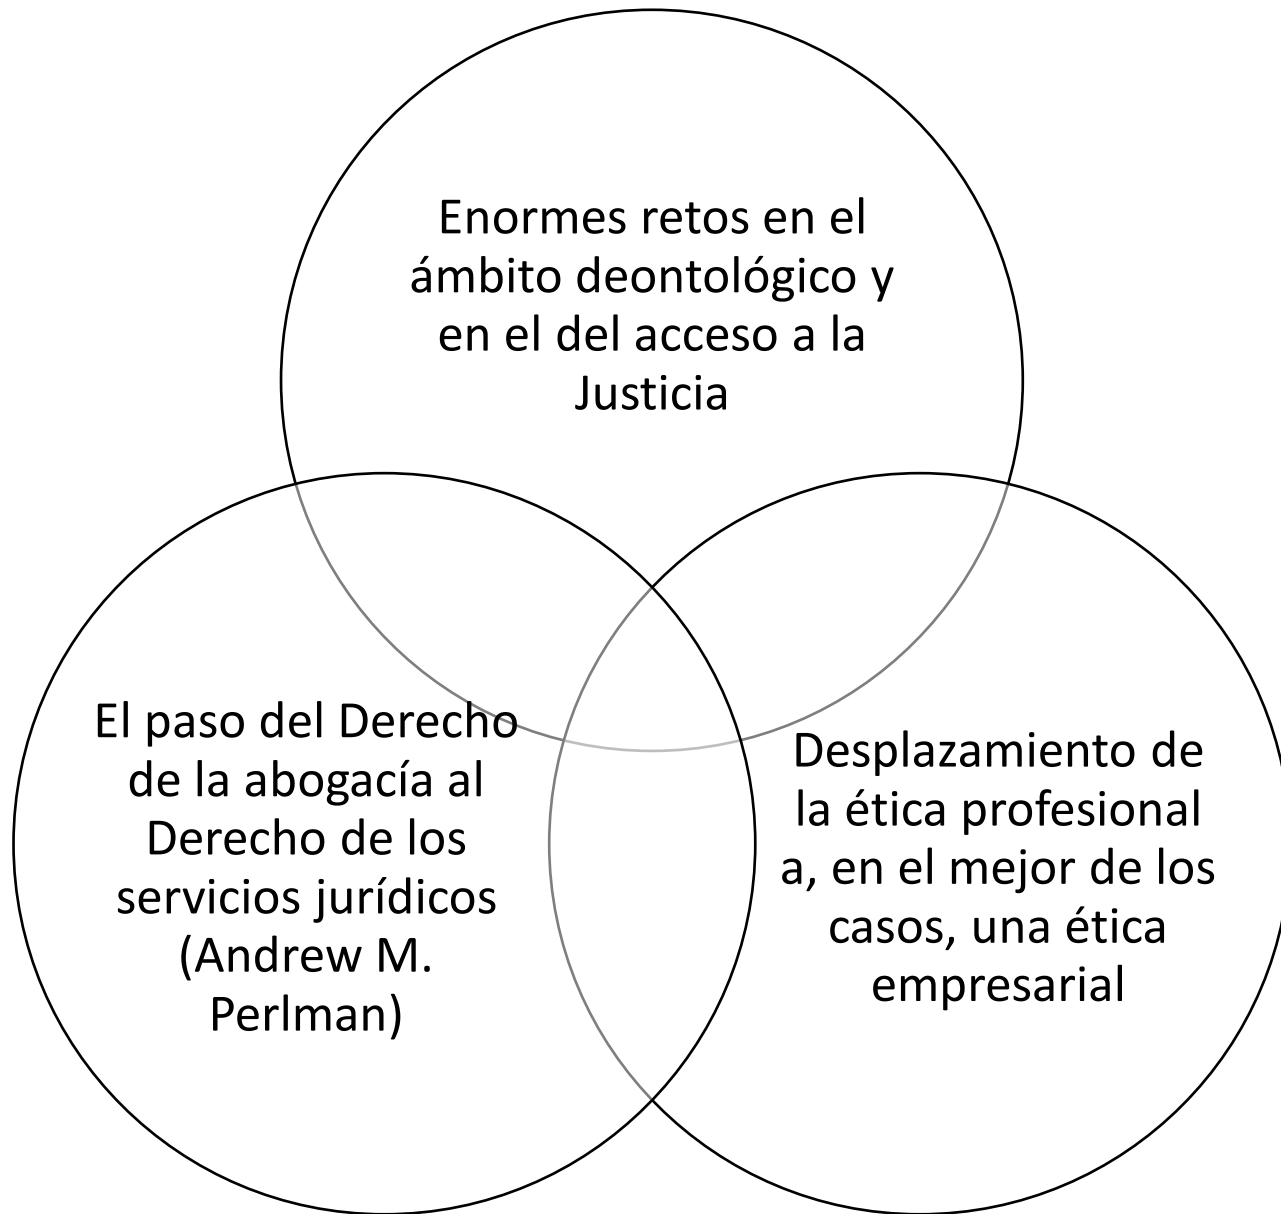 Enormes retos en el
ámbito deontológico y
en el del acceso a la
Justicia
El paso del Derecho
de la abogacía al
Derecho de los
servicios jurídicos
(Andrew M.
Perlman)
Desplazamiento de
la ética profesional
a, en el mejor de los
casos, una ética
empresarial